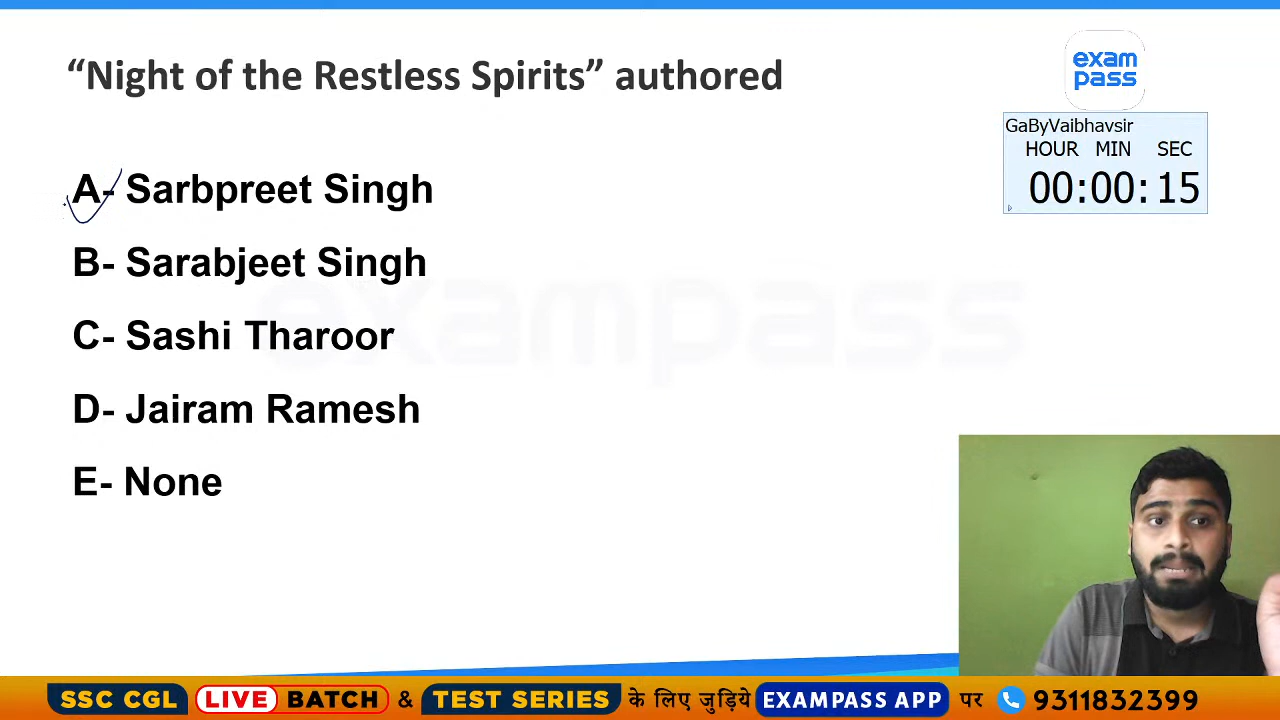 “Night of the Restless Spirits” authored
exam
pass
GaByVaibhavsir
HOUR MIN SEC
00:00:15
A- Sarbpreet Singh
B- Sarabjeet Singh
C- Sashi Tharoor
D- Jairam Ramesh
E- None
exampass
SSC CGL LIVE BATCH & TEST SERIES के लिए जुड़िये EXAMPASS APP पर 9311832399